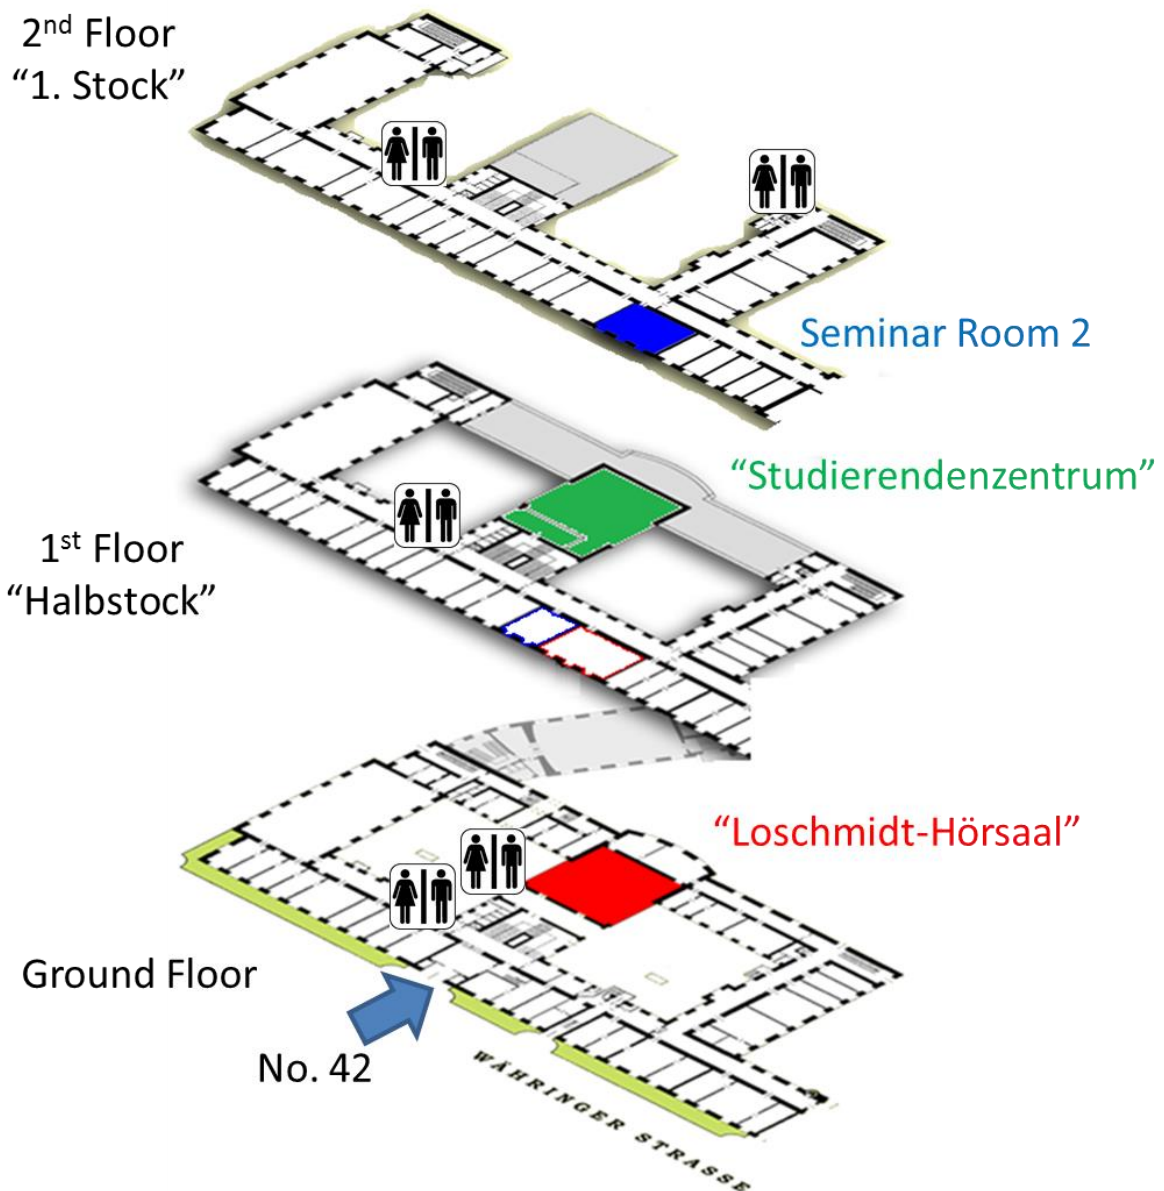 2nd Floor
“1. Stock”
Seminar Room 2
“Studierendenzentrum”
1st Floor
“Halbstock”
“Loschmidt-Hörsaal”
Ground Floor
No. 42
WÄHRINGER STRASSE